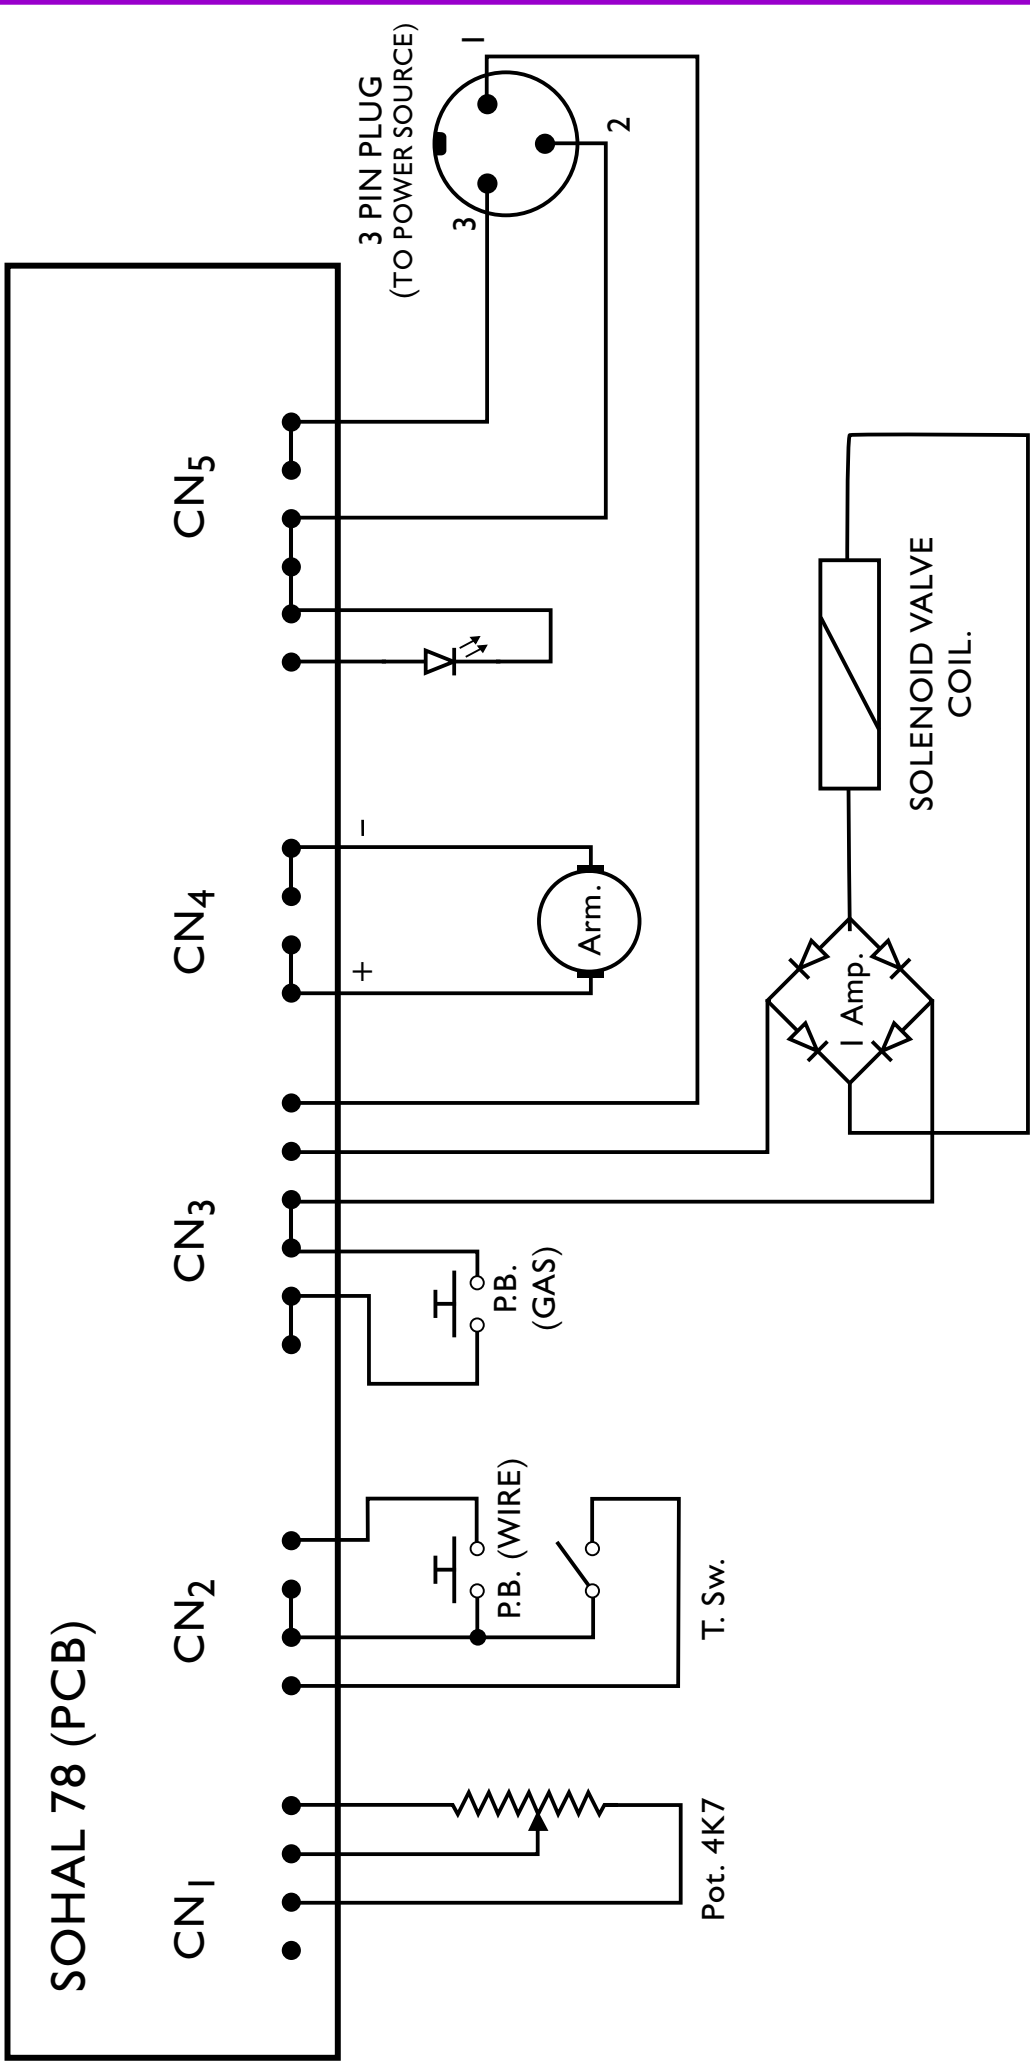 SOHAL 78 (PCB)
CN1
CN2
CN3
CN4
CN5
+
–
3 PIN PLUG
(TO POWER SOURCE)
3
1
2
P.B. (WIRE)
P.B.
(GAS)
Arm.
Pot. 4K7
T. Sw.
1 Amp.
SOLENOID VALVE
COIL.